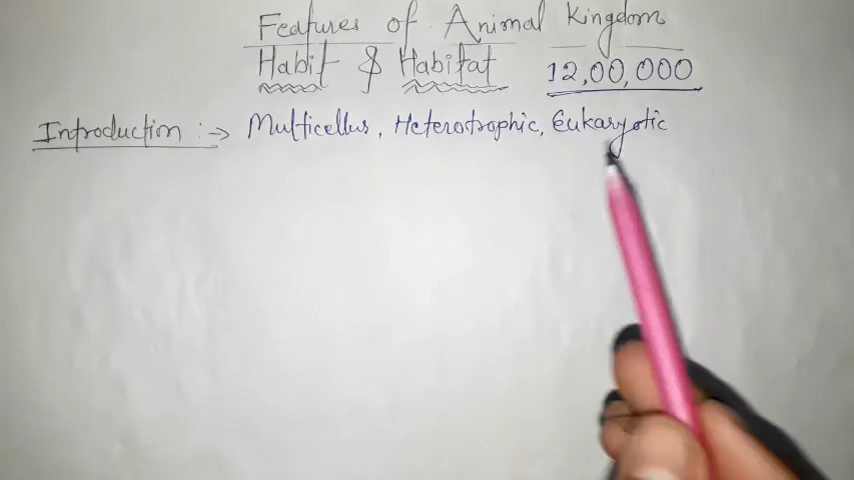 Features of Animal Kingdom
Habit & Habitat 12,00,000
Introduction :→ Multicellus, Heterotrophic, Eukaryotic